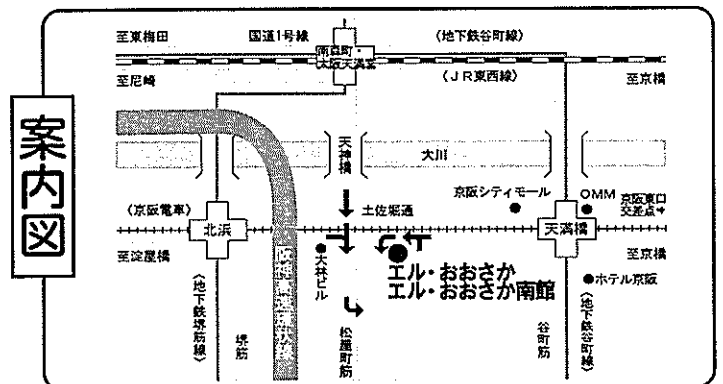 案内図
至東梅田
国道1号線
南森町・
大阪天満宮
〈地下鉄谷町線〉
〈JR東西線〉
至尼崎
至京橋
天神橋
大川
京阪シティモール
OMM
京阪東口
交差点
〈京阪電車〉
北浜
土佐堀通
天満橋
至淀屋橋
大林ビル
エル・おおさか
エル・おおさか南館
至京橋
ホテル京阪
〈地下鉄堺筋線〉
堺筋
松屋町筋
谷町筋
〈地下鉄谷町線〉